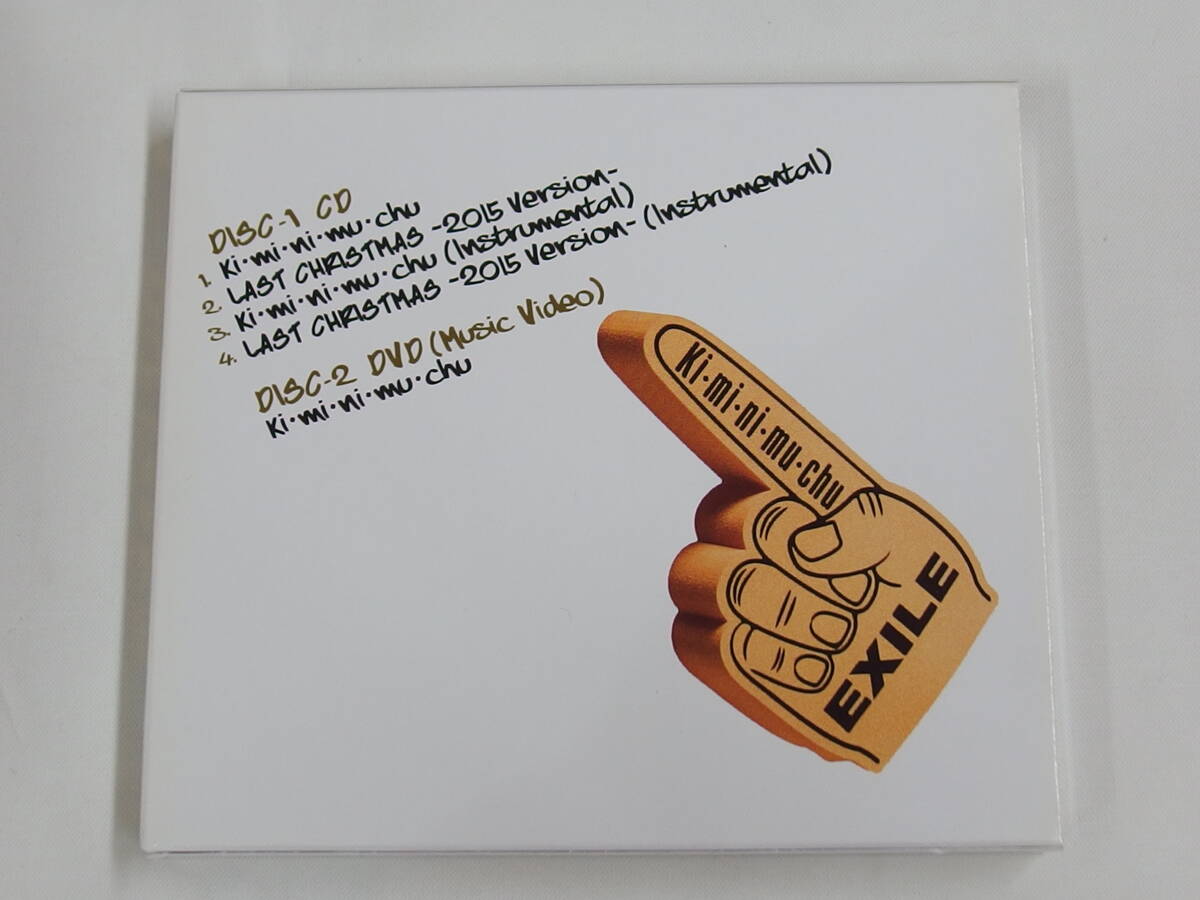 DISC-1 CD
1. Ki・mi・ni・mu・chu
2. LAST CHRISTMAS -2015 Version-
3. Ki・mi・ni・mu・chu (Instrumental)
4. LAST CHRISTMAS -2015 Version- (Instrumental)
DISC-2 DVD (Music Video)
Ki・mi・ni・mu・chu
Ki・mi・ni・mu・chu
EXILE